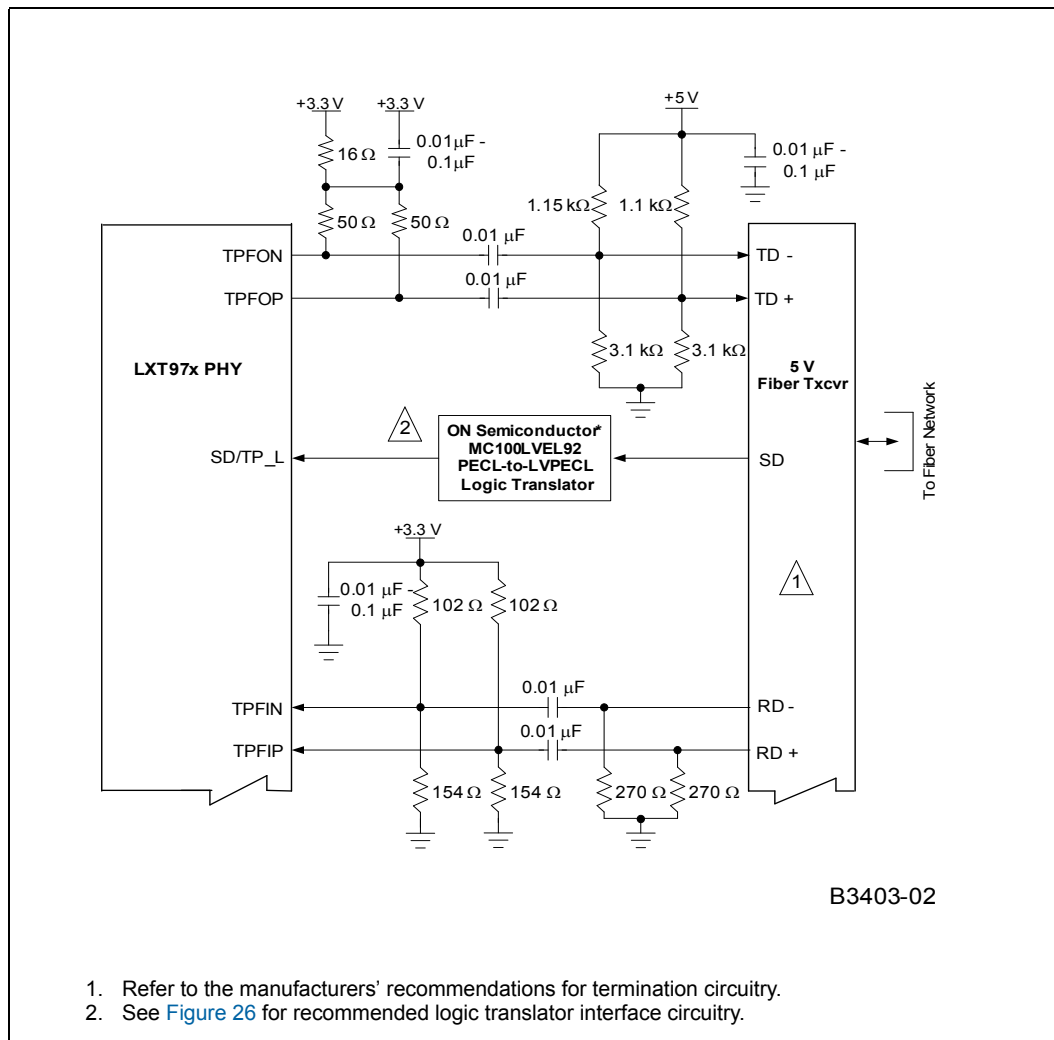 +3.3 V +3.3 V
+5 V
16 Ω
0.01μF -
0.1μF
0.01 μF -
0.1 μF
50 Ω 50 Ω
1.15 kΩ 1.1 kΩ
0.01 μF
TPFON
TD -
0.01 μF
TPFOP
TD +
3.1 kΩ 3.1 kΩ
LXT97x PHY
5 V
Fiber Txcvr
2
ON Semiconductor*
MC100LVEL92
PECL-to-LVPECL
Logic Translator
SD/TP_L
SD
To Fiber Network
+3.3 V
1
0.01 μF -
0.1 μF
102 Ω 102 Ω
0.01 μF
TPFIN
RD -
0.01 μF
TPFIP
RD +
154 Ω 154 Ω 270 Ω 270 Ω
B3403-02
1. Refer to the manufacturers’ recommendations for termination circuitry.
2. See Figure 26 for recommended logic translator interface circuitry.